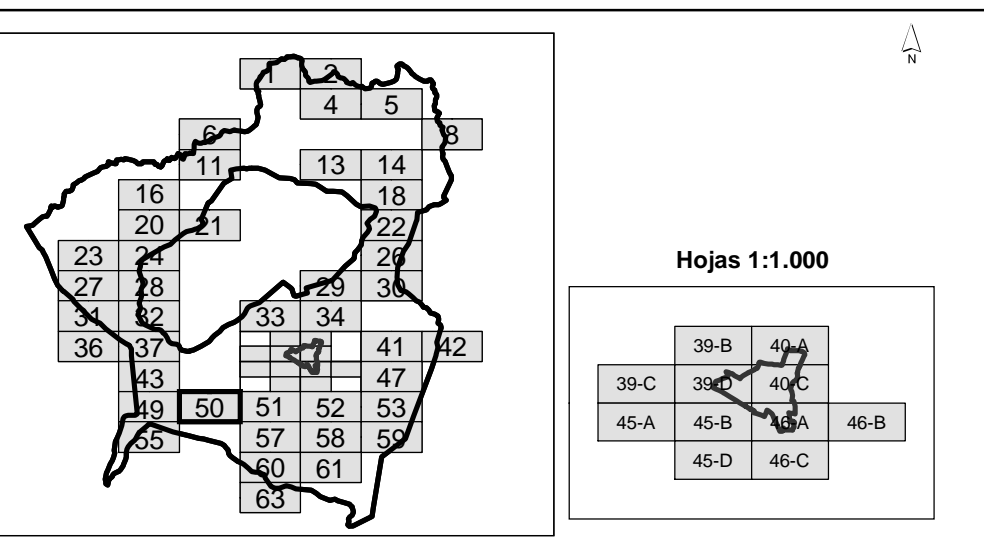 N
1 2
4 5
6 8
11 13 14
16 18
20 21 22
23 24 26
27 28 29 30
31 32 33 34
36 37 41 42
43 47
49 50 51 52 53
55 57 58 59
60 61
63
Hojas 1:1.000
39-B 40-A
39-C 39-D 40-C
45-A 45-B 46-A 46-B
45-D 46-C